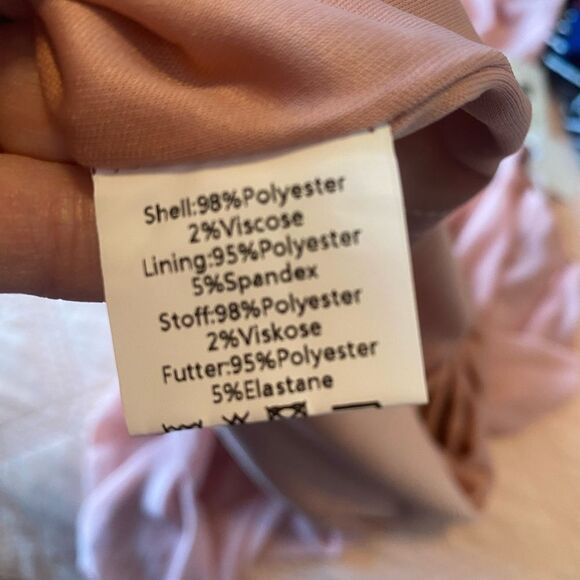 Shell:98%Polyester
2%Viscose
Lining:95%Polyester
5%Spandex
Stoff:98%Polyester
2%Viskose
Futter:95%Polyester
5%Elastane